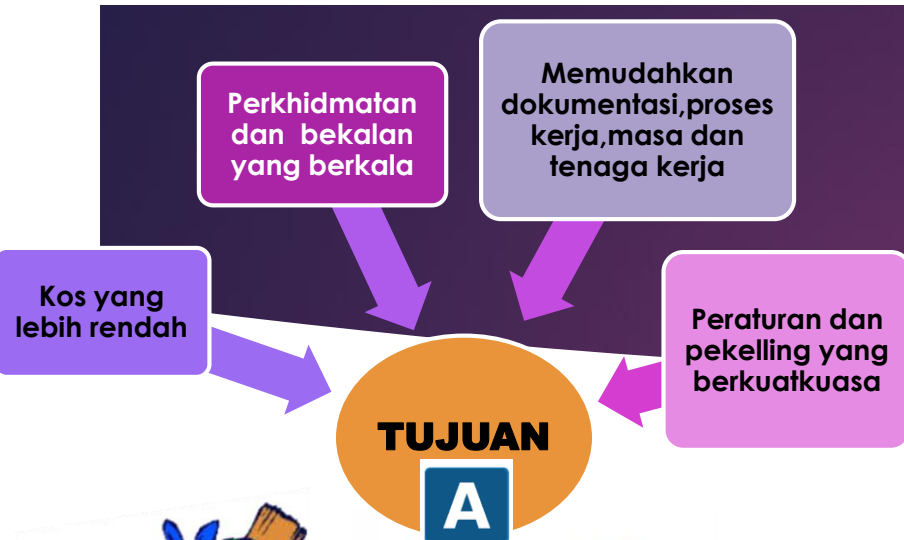 Perkhidmatan
dan bekalan
yang berkala
Memudahkan
dokumentasi,proses
kerja,masa dan
tenaga kerja
Kos yang
lebih rendah
Peraturan dan
pekelling yang
berkuatkuasa
TUJUAN
A